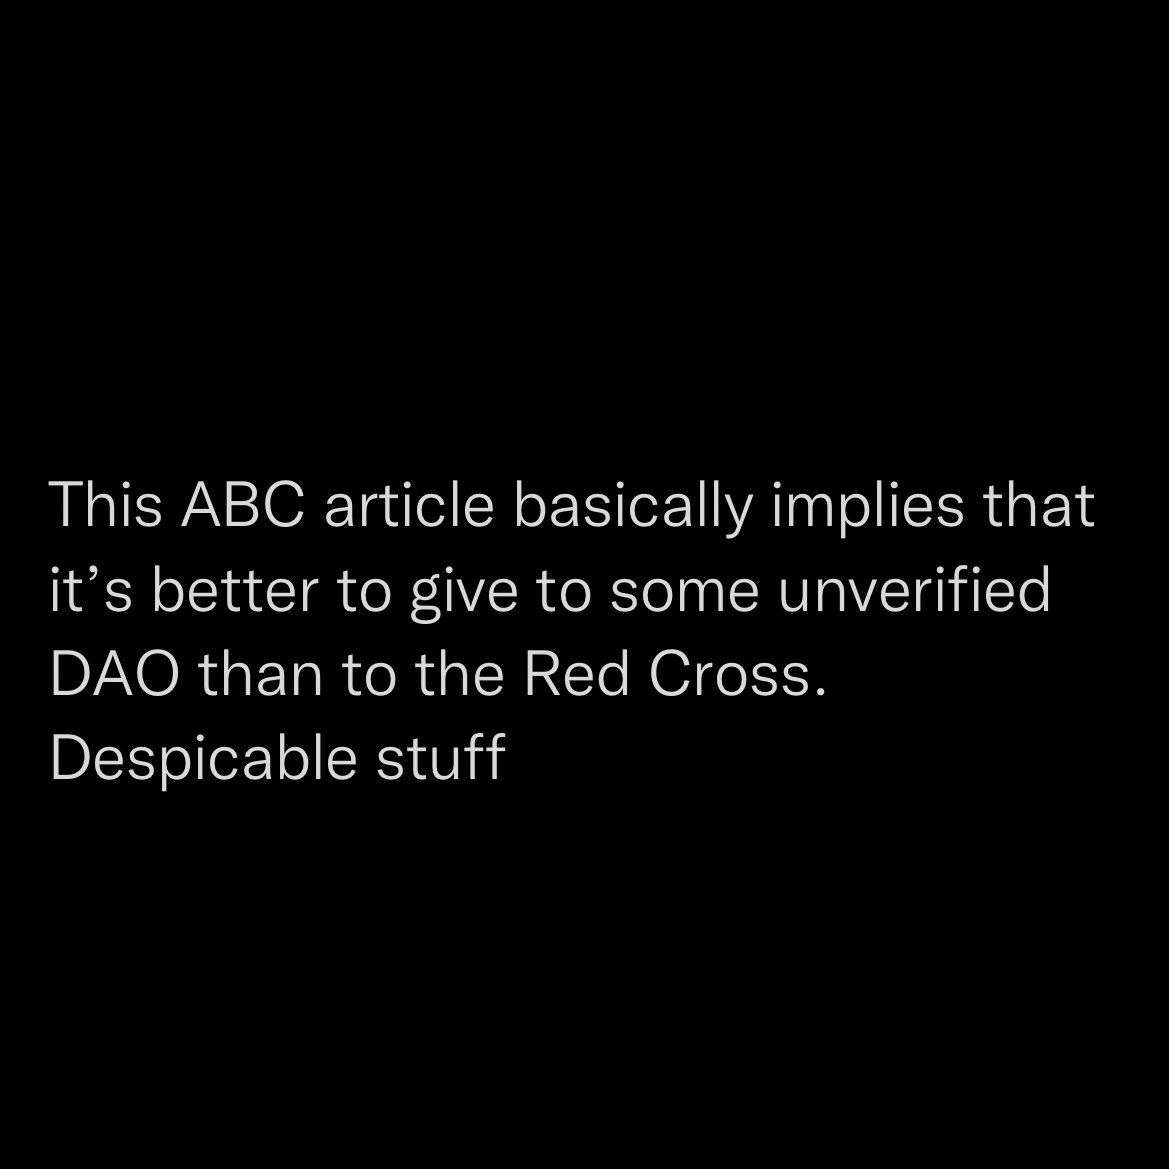 This ABC article basically implies that
it’s better to give to some unverified
DAO than to the Red Cross.
Despicable stuff